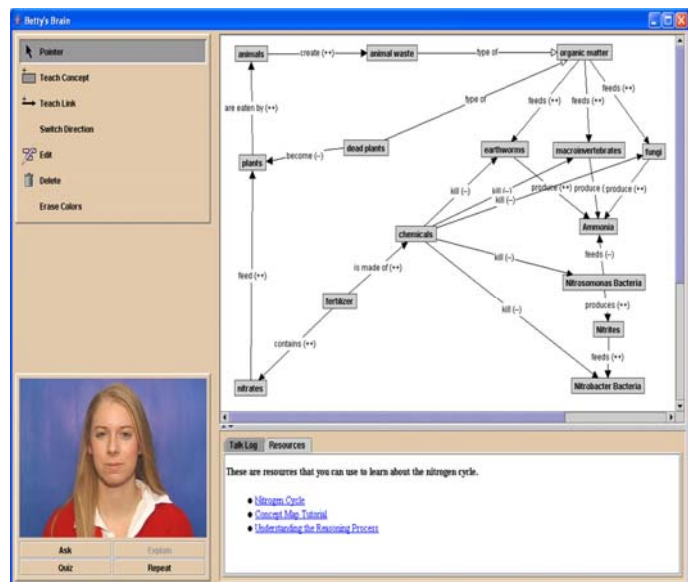 Betty's Brain
Pointer
Teach Concept
Teach Link
Switch Direction
Edit
Delete
Erase Colors
animals
create (++)
animal waste
type of
organic matter
are eaten by (++)
type of
feeds (++)
feeds (++)
feeds (++)
plants
become (--)
dead plants
earthworms
macroinvertebrates
fungi
kill (--)
kill (--)
kill (--)
produce (++)
produce (
produce (++)
chemicals
Ammonia
feed (++)
is made of (++)
kill (--)
feeds (--)
Nitrosomonas Bacteria
fertilizer
produces (++)
kill (--)
Nitrites
contains (++)
feeds (++)
nitrates
Nitrobacter Bacteria
Talk Log
Resources
These are resources that you can use to learn about the nitrogen cycle.
Nitrogen Cycle
Concept Map Tutorial
Understanding the Reasoning Process
Ask
Explain
Quiz
Repeat